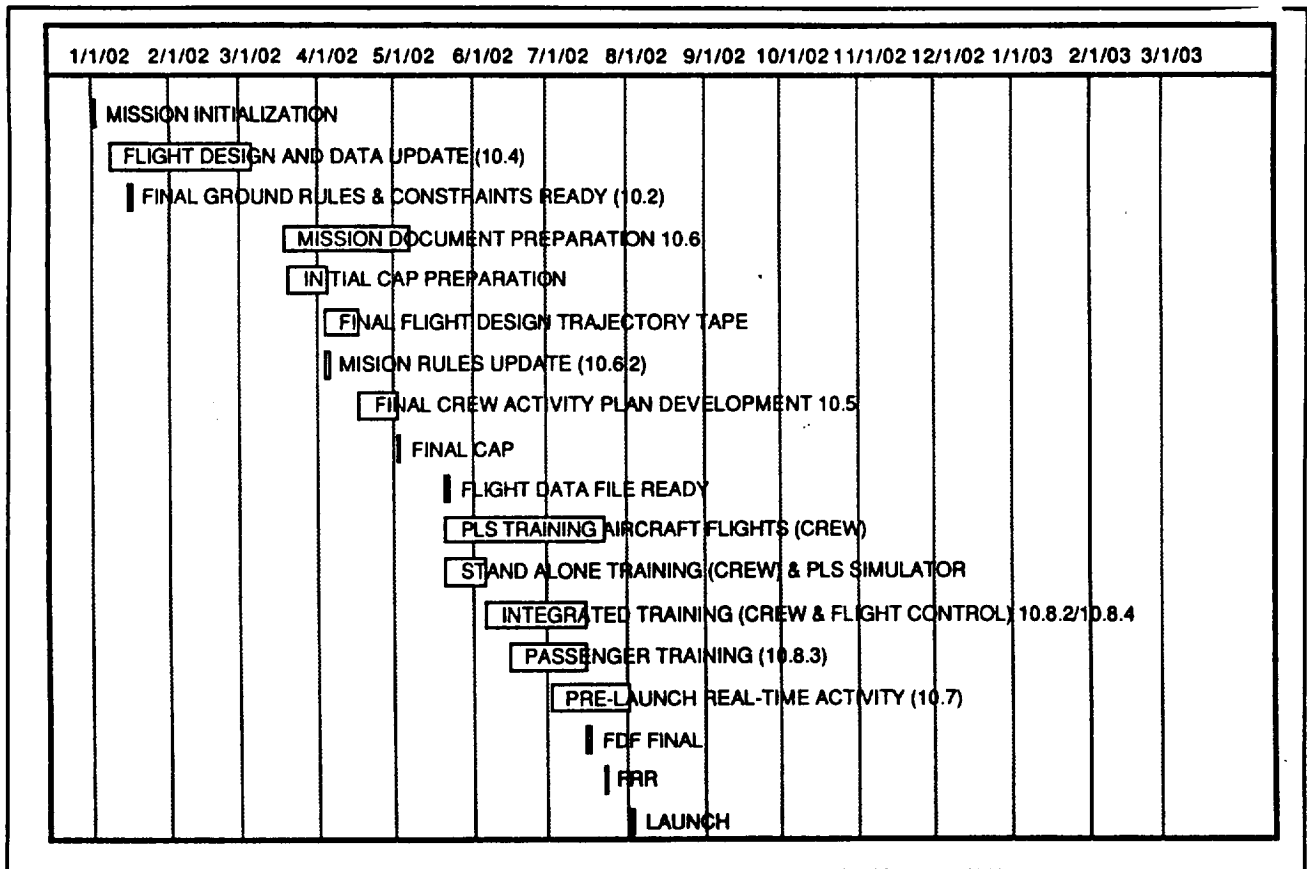 1/1/02 2/1/02 3/1/02 4/1/02 5/1/02 6/1/02 7/1/02 8/1/02 9/1/02 10/1/02 11/1/02 12/1/02 1/1/03 2/1/03 3/1/03
MISSION INITIALIZATION
FLIGHT DESIGN AND DATA UPDATE (10.4)
FINAL GROUND RULES & CONSTRAINTS READY (10.2)
MISSION DOCUMENT PREPARATION 10.6
INITIAL CAP PREPARATION
FINAL FLIGHT DESIGN TRAJECTORY TAPE
MISION RULES UPDATE (10.6.2)
FINAL CREW ACTIVITY PLAN DEVELOPMENT 10.5
FINAL CAP
FLIGHT DATA FILE READY
PLS TRAINING AIRCRAFT FLIGHTS (CREW)
STAND ALONE TRAINING (CREW) & PLS SIMULATOR
INTEGRATED TRAINING (CREW & FLIGHT CONTROL) 10.8.2/10.8.4
PASSENGER TRAINING (10.8.3)
PRE-LAUNCH REAL-TIME ACTIVITY (10.7)
FDF FINAL
FRR
LAUNCH